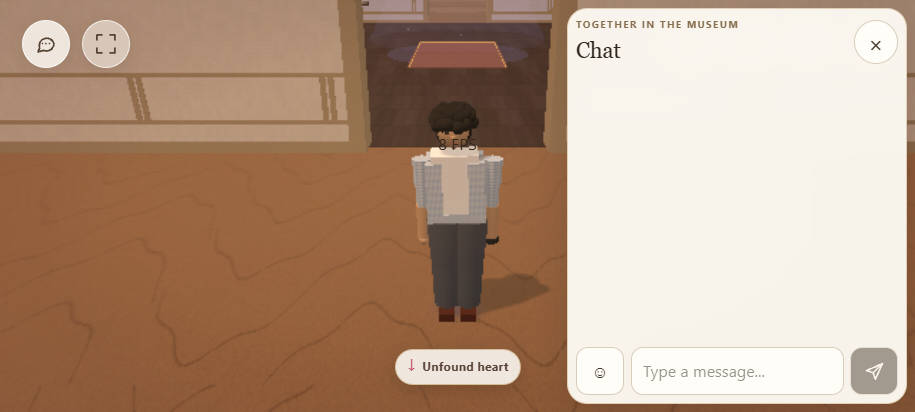 TOGETHER IN THE MUSEUM
Chat
8 FPS
↓ Unfound heart
Type a message...